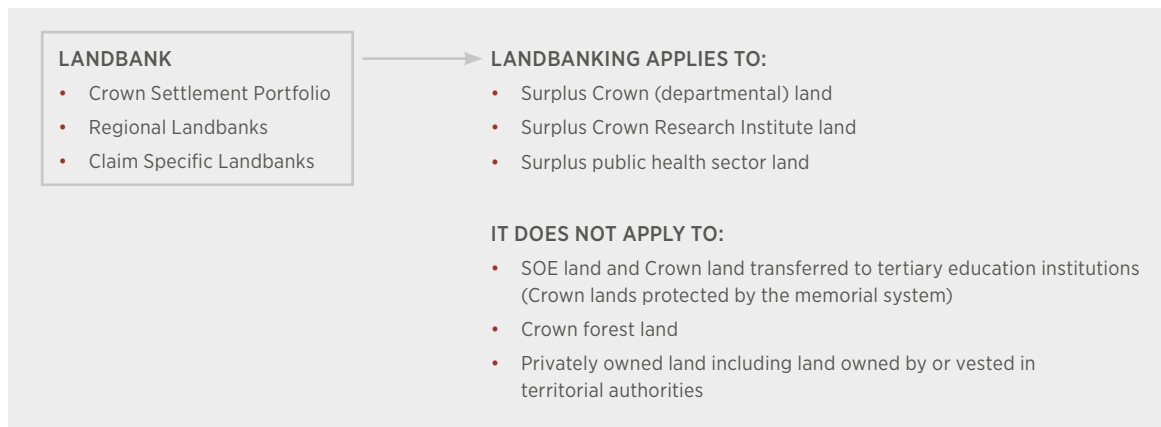 LANDBANK
• Crown Settlement Portfolio
• Regional Landbanks
• Claim Specific Landbanks
LANDBANKING APPLIES TO:
• Surplus Crown (departmental) land
• Surplus Crown Research Institute land
• Surplus public health sector land
IT DOES NOT APPLY TO:
• SOE land and Crown land transferred to tertiary education institutions
(Crown lands protected by the memorial system)
• Crown forest land
• Privately owned land including land owned by or vested in
territorial authorities